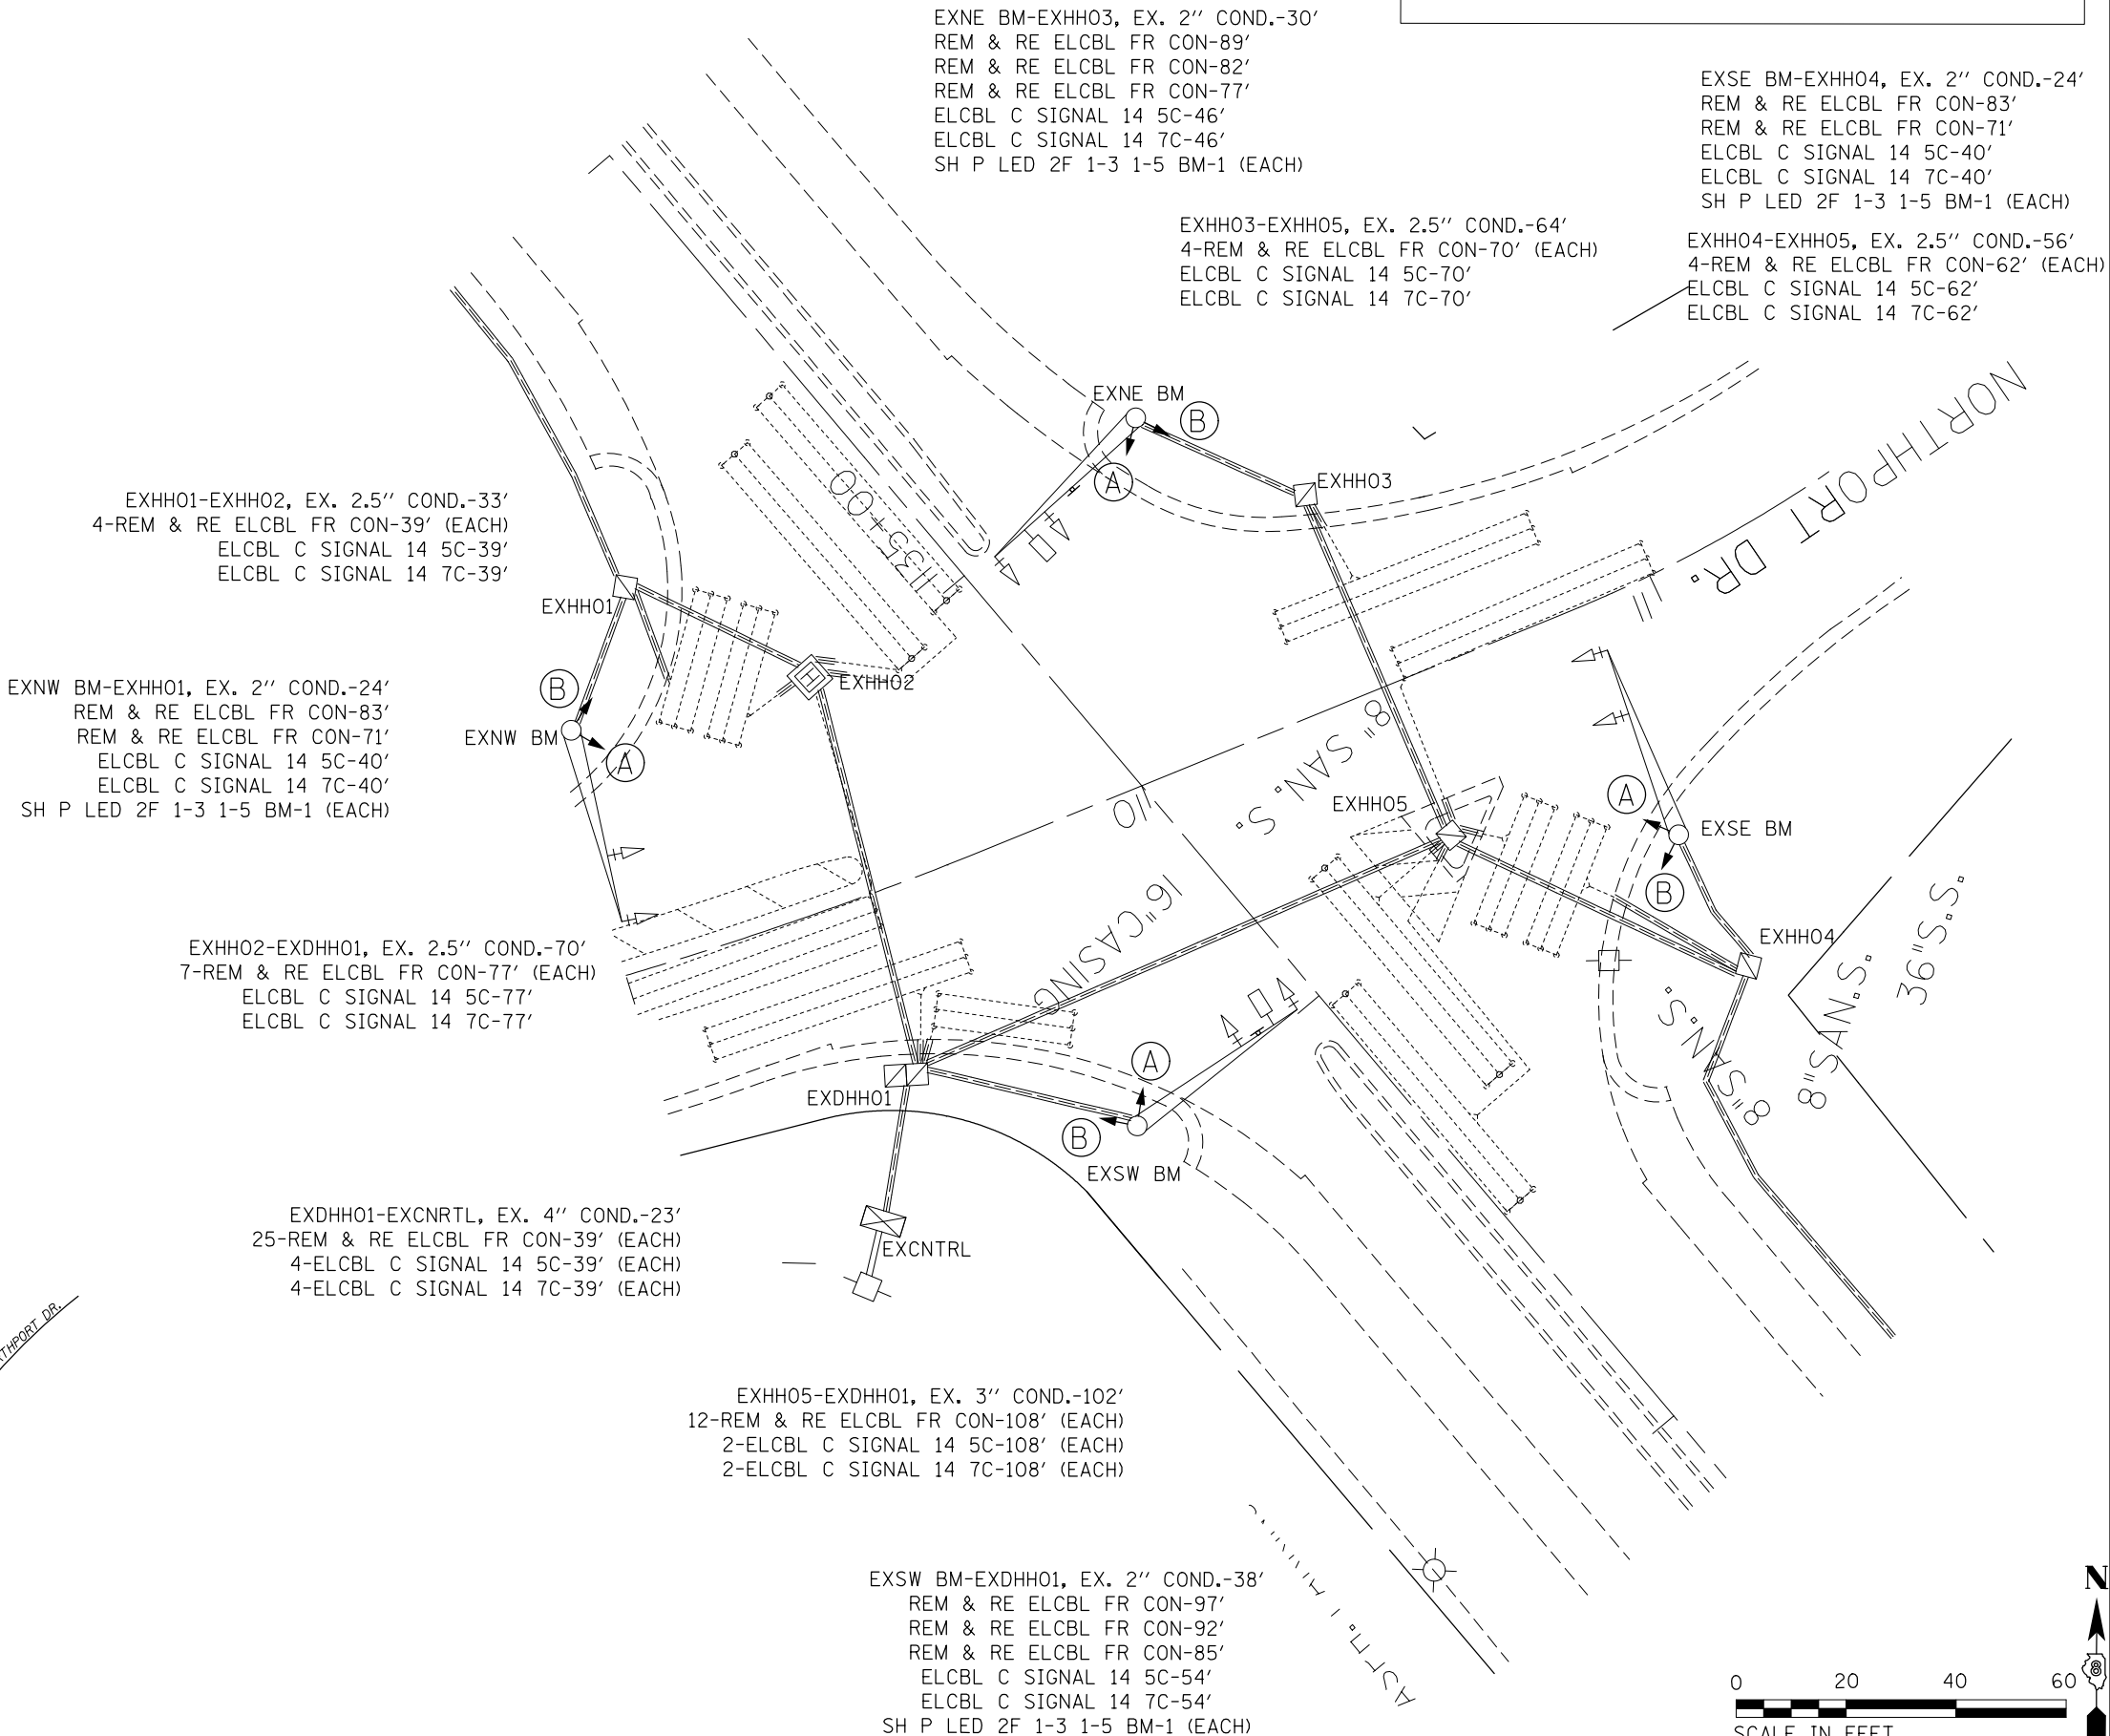 EXNE BM-EXHH03, EX. 2'' COND.-30'
REM & RE ELCBL FR CON-89'
REM & RE ELCBL FR CON-82'
REM & RE ELCBL FR CON-77'
ELCBL C SIGNAL 14 5C-46'
ELCBL C SIGNAL 14 7C-46'
SH P LED 2F 1-3 1-5 BM-1 (EACH)
EXSE BM-EXHH04, EX. 2'' COND.-24'
REM & RE ELCBL FR CON-83'
REM & RE ELCBL FR CON-71'
ELCBL C SIGNAL 14 5C-40'
ELCBL C SIGNAL 14 7C-40'
SH P LED 2F 1-3 1-5 BM-1 (EACH)
EXHH03-EXHH05, EX. 2.5'' COND.-64'
4-REM & RE ELCBL FR CON-70' (EACH)
ELCBL C SIGNAL 14 5C-70'
ELCBL C SIGNAL 14 7C-70'
EXHH04-EXHH05, EX. 2.5'' COND.-56'
4-REM & RE ELCBL FR CON-62' (EACH)
ELCBL C SIGNAL 14 5C-62'
ELCBL C SIGNAL 14 7C-62'
NORTHPORT DR.
EXNE BM
B
A
EXHH03
1135+00
11
EXHH01-EXHH02, EX. 2.5'' COND.-33'
4-REM & RE ELCBL FR CON-39' (EACH)
ELCBL C SIGNAL 14 5C-39'
ELCBL C SIGNAL 14 7C-39'
EXHH01
EXHH02
H
EXNW BM-EXHH01, EX. 2'' COND.-24'
REM & RE ELCBL FR CON-83'
REM & RE ELCBL FR CON-71'
ELCBL C SIGNAL 14 5C-40'
ELCBL C SIGNAL 14 7C-40'
SH P LED 2F 1-3 1-5 BM-1 (EACH)
B
EXNW BM
A
8" SAN. S.
10
EXHH05
A
EXSE BM
B
EXHH04
16"CASING
36"S.S.
8"SAN.S.
8"SAN.S.
EXHH02-EXDHH01, EX. 2.5'' COND.-70'
7-REM & RE ELCBL FR CON-77' (EACH)
ELCBL C SIGNAL 14 5C-77'
ELCBL C SIGNAL 14 7C-77'
EXDHH01
A
B
EXSW BM
EXDHH01-EXCNRTL, EX. 4'' COND.-23'
25-REM & RE ELCBL FR CON-39' (EACH)
4-ELCBL C SIGNAL 14 5C-39' (EACH)
4-ELCBL C SIGNAL 14 7C-39' (EACH)
EXCNTRL
THPORT DR.
EXHH05-EXDHH01, EX. 3'' COND.-102'
12-REM & RE ELCBL FR CON-108' (EACH)
2-ELCBL C SIGNAL 14 5C-108' (EACH)
2-ELCBL C SIGNAL 14 7C-108' (EACH)
EXSW BM-EXDHH01, EX. 2'' COND.-38'
REM & RE ELCBL FR CON-97'
REM & RE ELCBL FR CON-92'
REM & RE ELCBL FR CON-85'
ELCBL C SIGNAL 14 5C-54'
ELCBL C SIGNAL 14 7C-54'
SH P LED 2F 1-3 1-5 BM-1 (EACH)
N
8
0 20 40 60
SCALE IN FEET